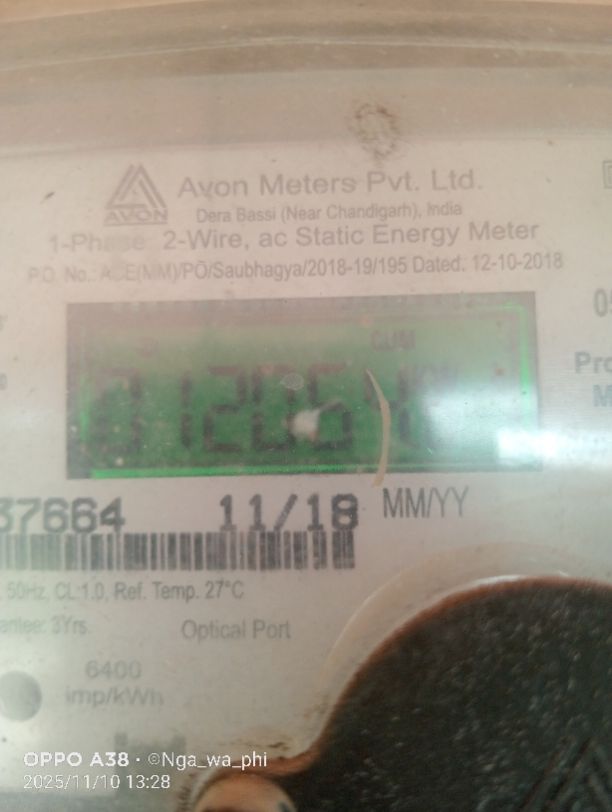 Avon Meters Pvt. Ltd.
AVON
Dera Bassi (Near Chandigarh), India
1-Phase 2-Wire, ac Static Energy Meter
P.O. No.: ACE(MM)/PO/Saubhagya/2018-19/195 Dated: 12-10-2018
CUM
37664 11/18 MM/YY
50Hz, CL:1.0, Ref. Temp. 27°C
3Yrs. Optical Port
6400
imp/kWh
OPPO A38 · ©Nga_wa_phi
2025/11/10 13:28